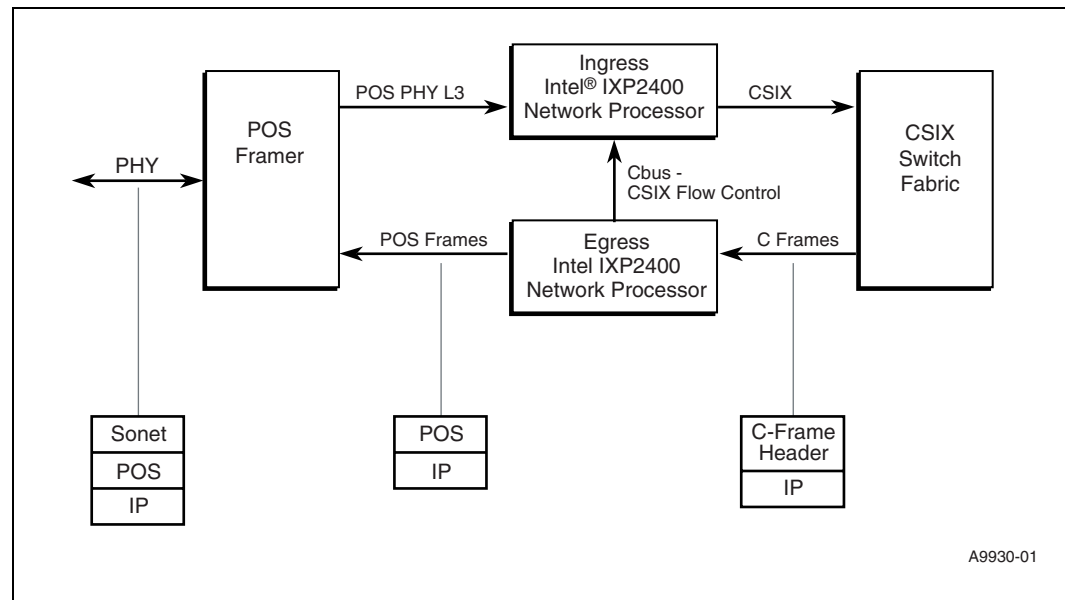 Ingress
Intel® IXP2400
Network Processor
POS PHY L3
CSIX
POS
Framer
CSIX
Switch
Fabric
PHY
Cbus -
CSIX Flow Control
POS Frames
Egress
Intel IXP2400
Network Processor
C Frames
Sonet
POS
IP
POS
IP
C-Frame
Header
IP
A9930-01